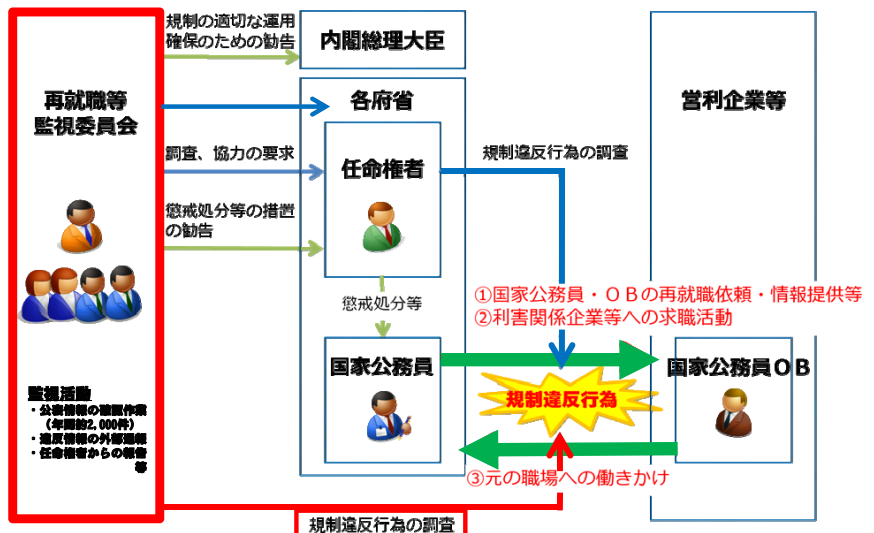 規制の適切な運用
確保のための勧告
内閣総理大臣
再就職等
監視委員会
各府省
営利企業等
調査、協力の要求
任命権者
規制違反行為の調査
懲戒処分等の措置
の勧告
懲戒処分等
①国家公務員・ＯＢの再就職依頼・情報提供等
②利害関係企業等への求職活動
国家公務員
国家公務員ＯＢ
規制違反行為
監視活動
・公表情報の確認作業
（年間約2,000件）
・違反情報の外部通報
・任命権者からの報告
等
③元の職場への働きかけ
規制違反行為の調査